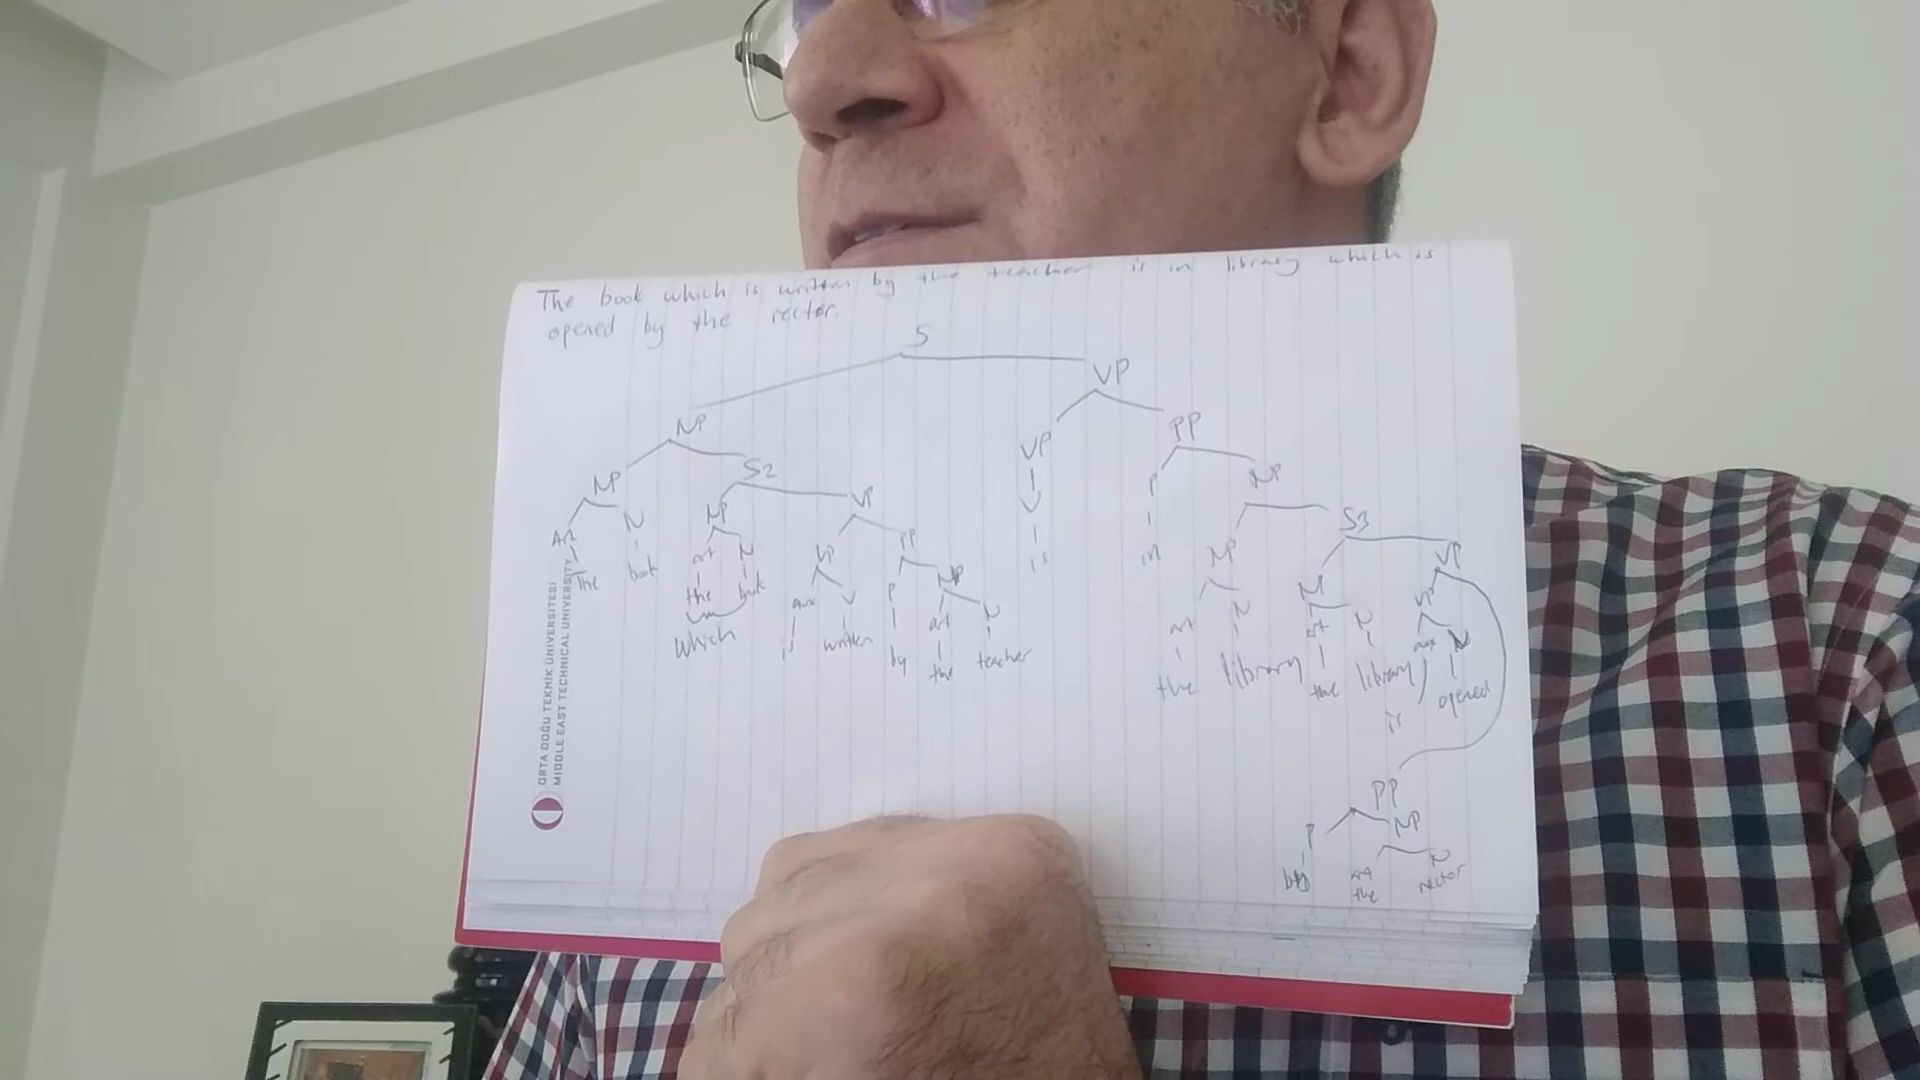 The book which is written by the teacher is in library which is
opened by the rector.
S
VP
NP
VP
PP
NP
S2
NP
VP
P
NP
Art
N
NP
V
S3
The
book
art
N
VP
PP
is
in
NP
VP
the
book
aux
V
P
NP
art
N
art
N
VP
which
is
written
by
art
N
the
library
the
library
aux
the
teacher
is
opened
PP
P
NP
by
art
N
the
rector
ORTA DOĞU TEKNİK ÜNİVERSİTESİ
MIDDLE EAST TECHNICAL UNIVERSITY